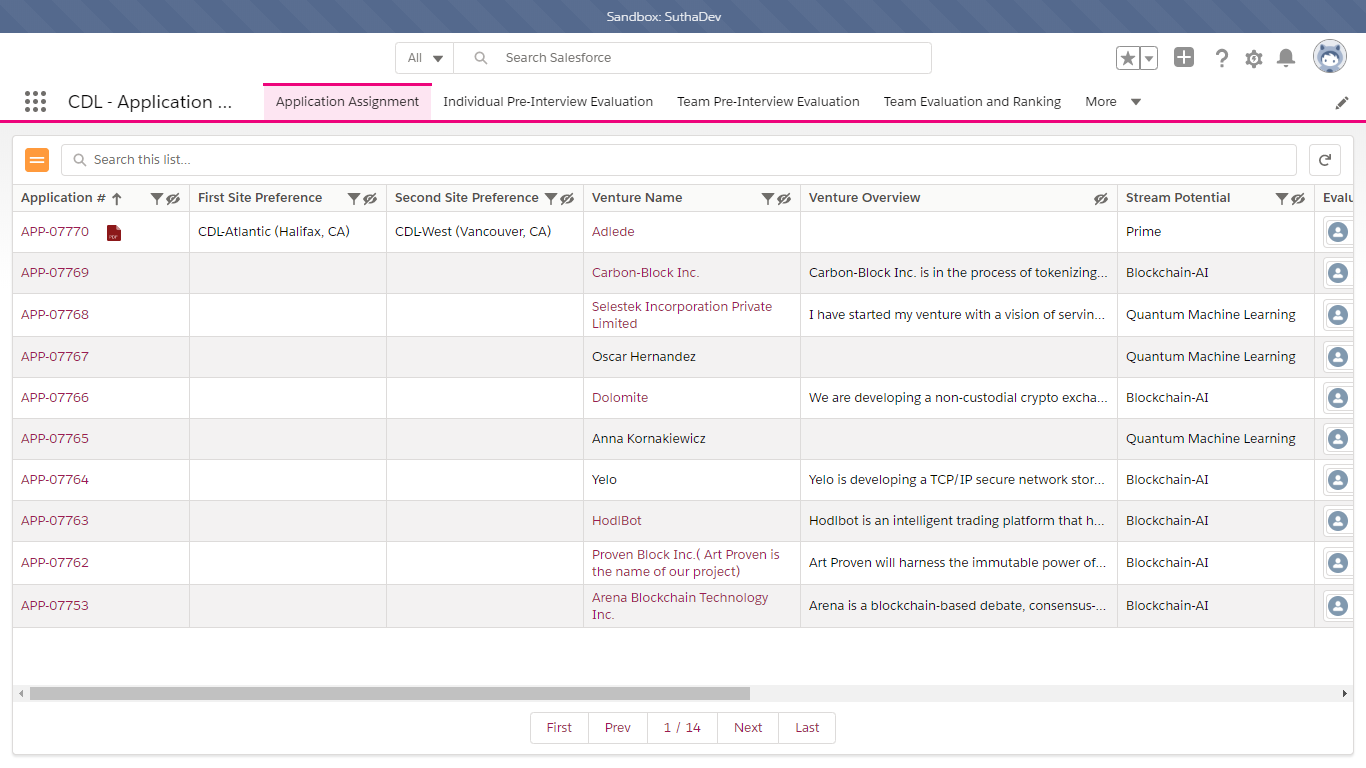 Sandbox: SuthaDev
All
Search Salesforce
CDL - Application ...
Application Assignment
Individual Pre-Interview Evaluation
Team Pre-Interview Evaluation
Team Evaluation and Ranking
More
Search this list...
Application # First Site Preference Second Site Preference Venture Name Venture Overview Stream Potential Evalu
APP-07770 PDF CDL-Atlantic (Halifax, CA) CDL-West (Vancouver, CA) Adlede Prime
APP-07769 Carbon-Block Inc. Carbon-Block Inc. is in the process of tokenizing... Blockchain-AI
APP-07768 Selestek Incorporation Private
Limited I have started my venture with a vision of servin... Quantum Machine Learning
APP-07767 Oscar Hernandez Quantum Machine Learning
APP-07766 Dolomite We are developing a non-custodial crypto excha... Blockchain-AI
APP-07765 Anna Kornakiewicz Quantum Machine Learning
APP-07764 Yelo Yelo is developing a TCP/IP secure network stor... Blockchain-AI
APP-07763 HodlBot Hodlbot is an intelligent trading platform that h... Blockchain-AI
APP-07762 Proven Block Inc.( Art Proven is
the name of our project) Art Proven will harness the immutable power of... Blockchain-AI
APP-07753 Arena Blockchain Technology
Inc. Arena is a blockchain-based debate, consensus-... Blockchain-AI
First Prev 1 / 14 Next Last